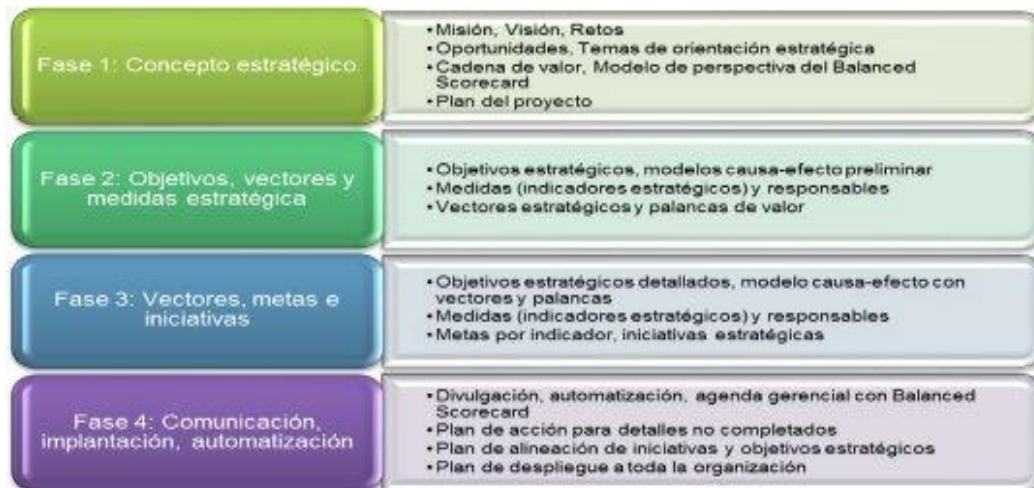 Fase 1: Concepto estratégico
•Misión, Visión, Retos
•Oportunidades, Temas de orientación estratégica
•Cadena de valor, Modelo de perspectiva del Balanced
Scorecard
•Plan del proyecto
Fase 2: Objetivos, vectores y
medidas estratégica
•Objetivos estratégicos, modelos causa-efecto preliminar
•Medidas (indicadores estratégicos) y responsables
•Vectores estratégicos y palancas de valor
Fase 3: Vectores, metas e
iniciativas
•Objetivos estratégicos detallados, modelo causa-efecto con
vectores y palancas
•Medidas (indicadores estratégicos) y responsables
•Metas por indicador, iniciativas estratégicas
Fase 4: Comunicación,
implantación, automatización
•Divulgación, automatización, agenda gerencial con Balanced
Scorecard
•Plan de acción para detalles no completados
•Plan de alineación de iniciativas y objetivos estratégicos
•Plan de despliegue a toda la organización